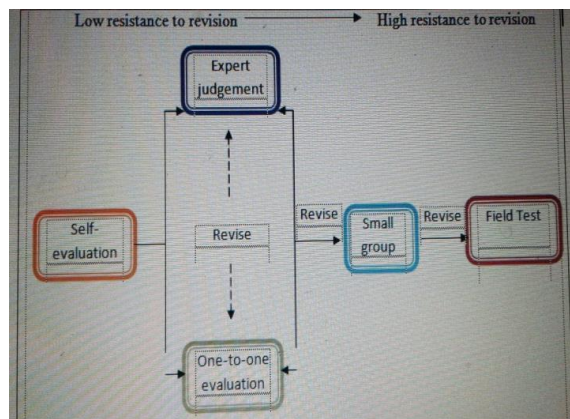 Low resistance to revision
High resistance to revision
Expert
judgement
Self-
evaluation
Revise
Revise
Small
group
Revise
Field Test
One-to-one
evaluation